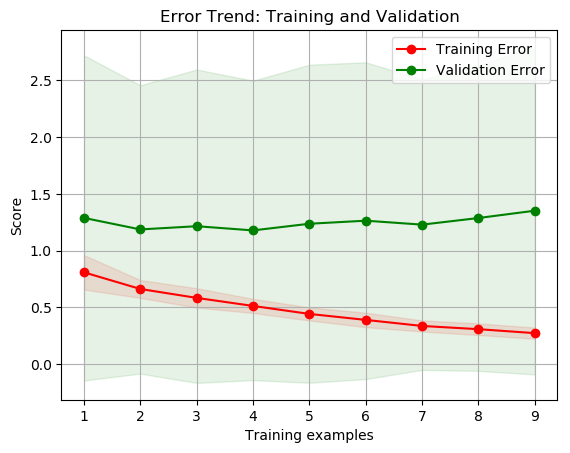 Error Trend: Training and Validation
Training Error
Validation Error
2.5
2.0
1.5
1.0
0.5
0.0
Score
1 2 3 4 5 6 7 8 9
Training examples